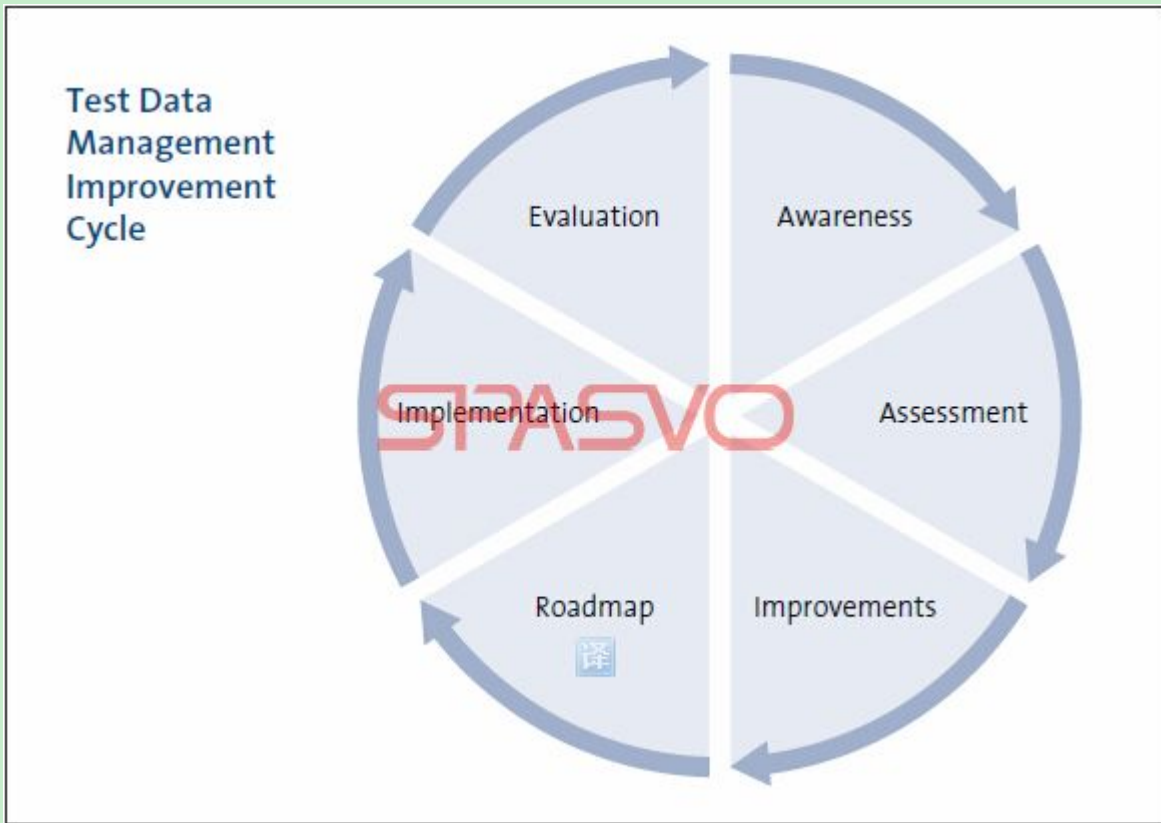 Test Data
Management
Improvement
Cycle
Evaluation
Awareness
Implementation
SPASVO
Assessment
Roadmap
Improvements
译